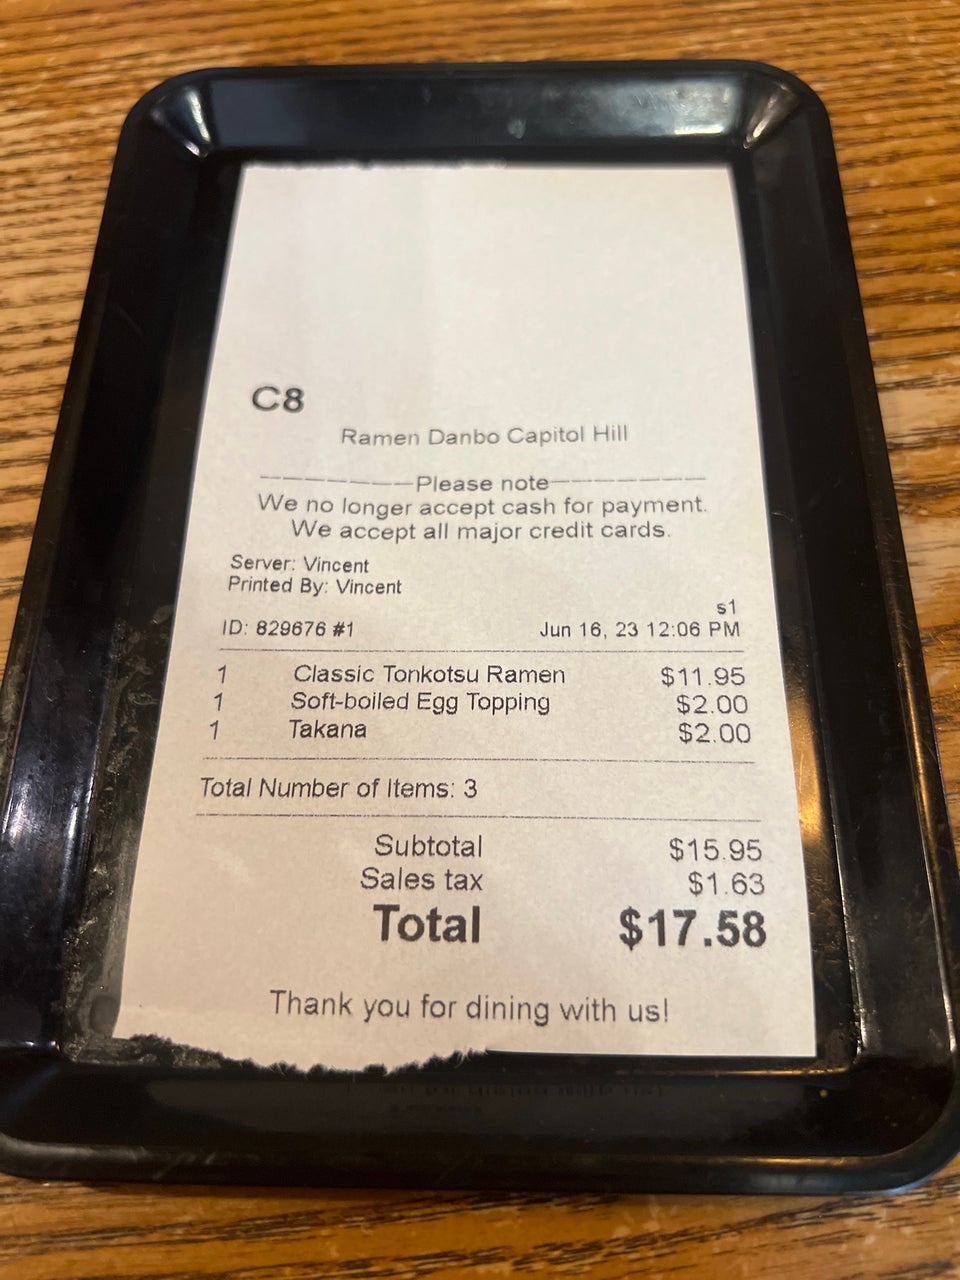 C8
Ramen Danbo Capitol Hill
——————Please note——————
We no longer accept cash for payment.
We accept all major credit cards.
Server: Vincent
Printed By: Vincent
s1
ID: 829676 #1 Jun 16, 23 12:06 PM
1 Classic Tonkotsu Ramen $11.95
1 Soft-boiled Egg Topping $2.00
1 Takana $2.00
Total Number of Items: 3
Subtotal $15.95
Sales tax $1.63
Total $17.58
Thank you for dining with us!